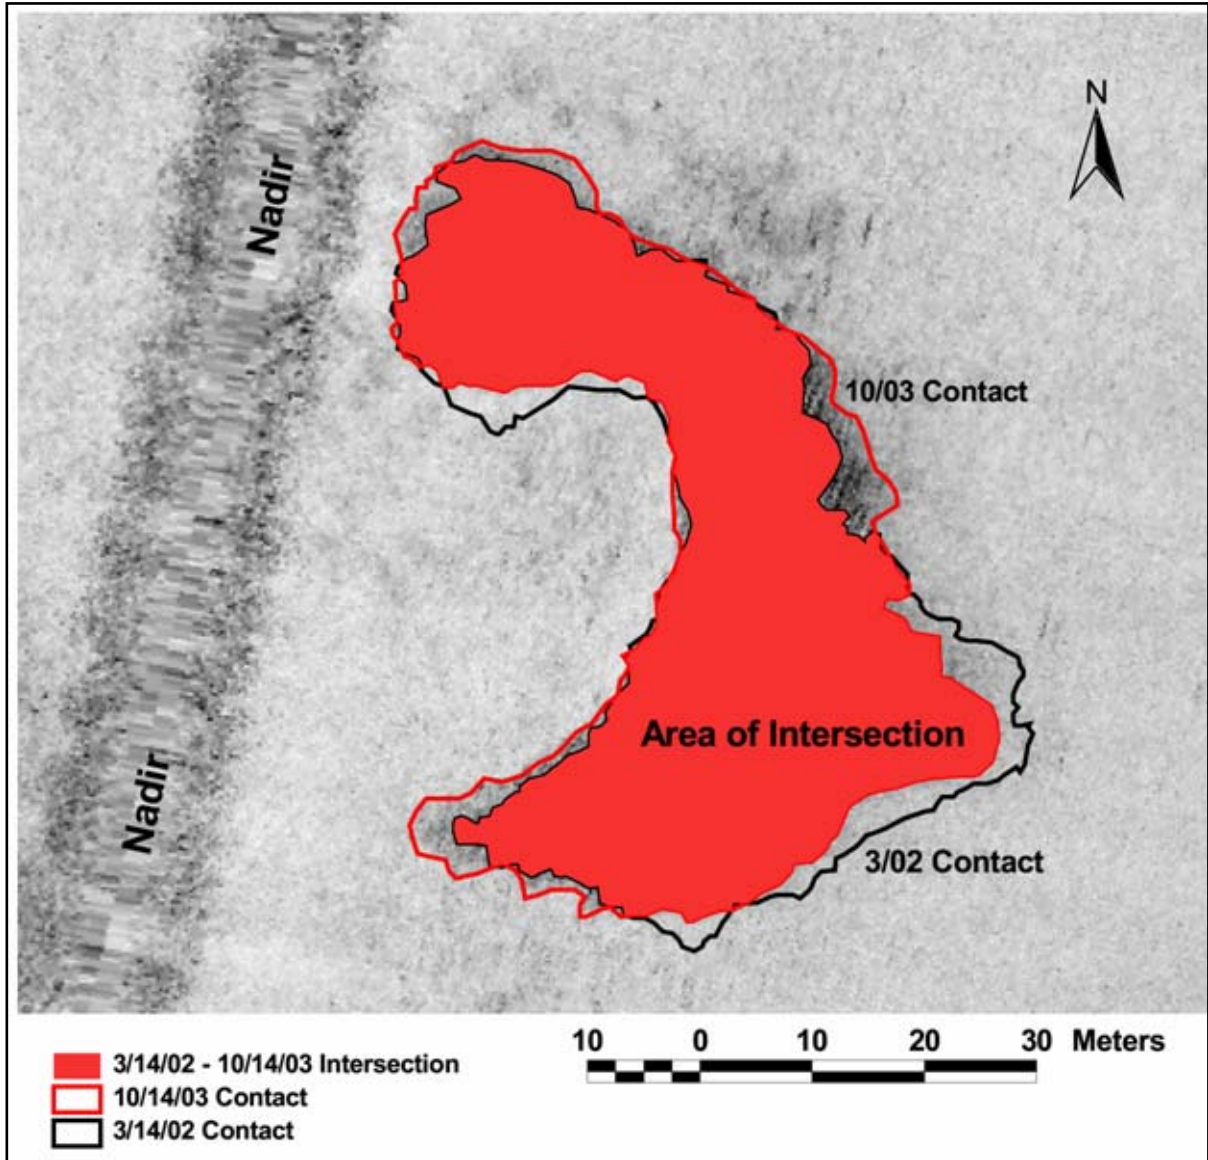 N
Nadir
10/03 Contact
Area of Intersection
Nadir
3/02 Contact
10 0 10 20 30 Meters
3/14/02 - 10/14/03 Intersection
10/14/03 Contact
3/14/02 Contact